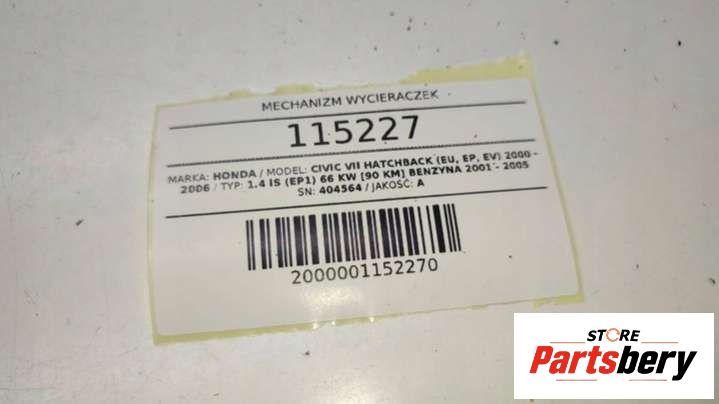 MECHANIZM WYCIERACZEK
115227
MARKA: HONDA / MODEL: CIVIC VII HATCHBACK (EU, EP, EV) 2000 -
2006 / TYP: 1.4 IS (EP1) 66 KW [90 KM] BENZYNA 2001 - 2005
SN: 404564 / JAKOŚĆ: A
2000001152270
STORE
Partsbery